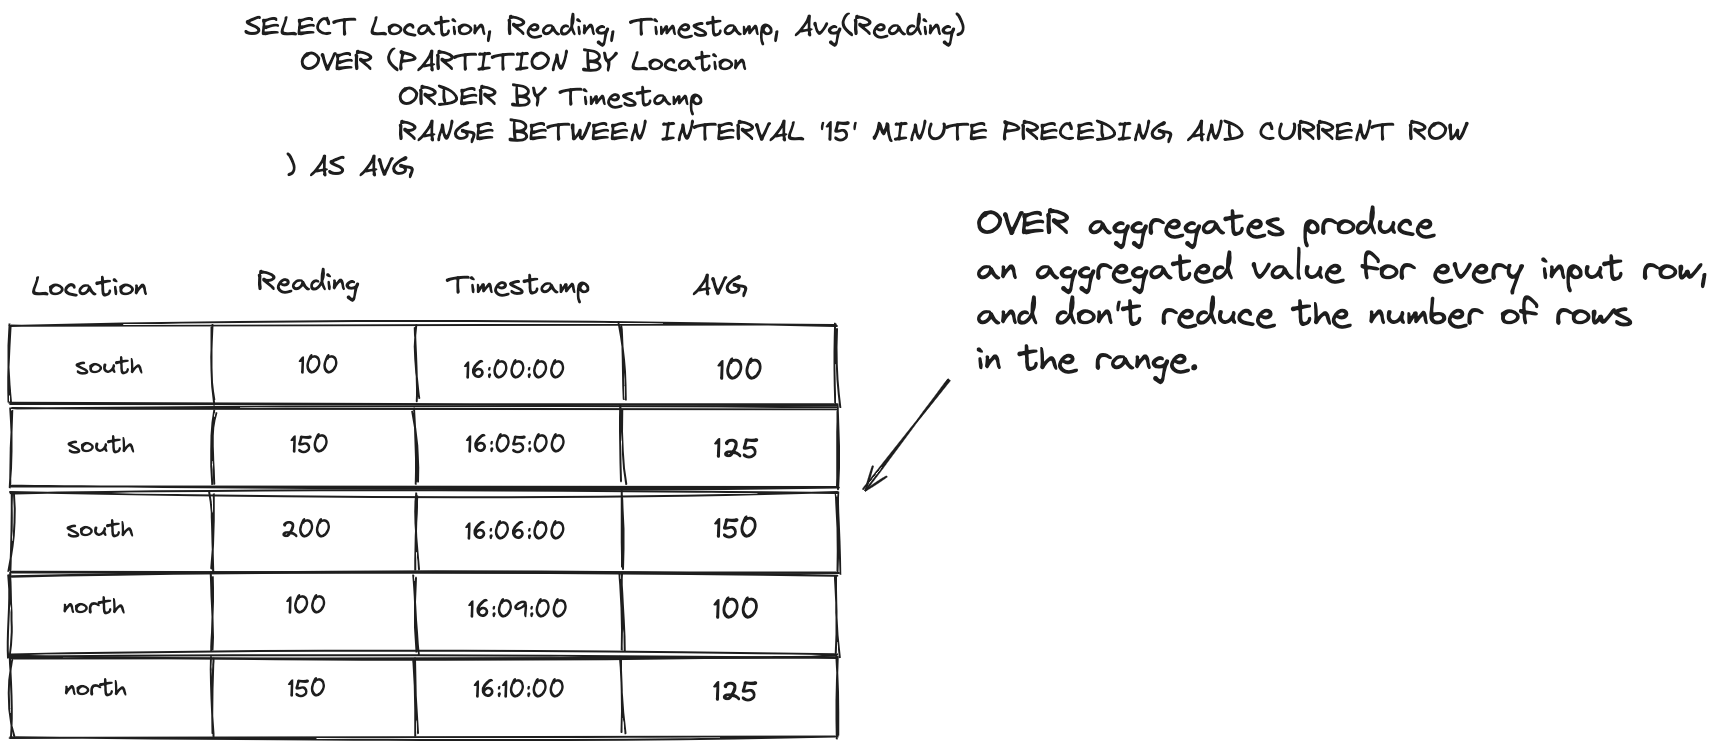 SELECT Location, Reading, Timestamp, Avg(Reading)
OVER (PARTITION BY Location
ORDER BY Timestamp
RANGE BETWEEN INTERVAL '15' MINUTE PRECEDING AND CURRENT ROW
) AS AVG
OVER aggregates produce
an aggregated value for every input row,
and don't reduce the number of rows
in the range.
Location Reading Timestamp AVG
south 100 16:00:00 100
south 150 16:05:00 125
south 200 16:06:00 150
north 100 16:09:00 100
north 150 16:10:00 125